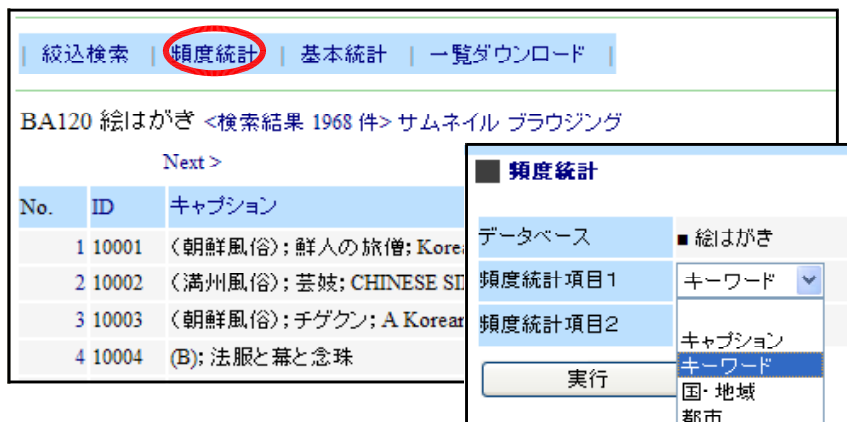 | 絞込検索 | 頻度統計 | 基本統計 | 一覧ダウンロード |
BA120 絵はがき <検索結果 1968 件> サムネイル ブラウジング
Next >
No. ID キャプション
1 10001 (朝鮮風俗); 鮮人の旅僧; Kore
2 10002 (満州風俗); 芸妓; CHINESE SI
3 10003 (朝鮮風俗); チゲクン; A Korear
4 10004 (B); 法服と幕と念珠
■ 頻度統計
データベース ■ 絵はがき
頻度統計項目1 キーワード
頻度統計項目2
キャプション
キーワード
国・地域
都市
実行